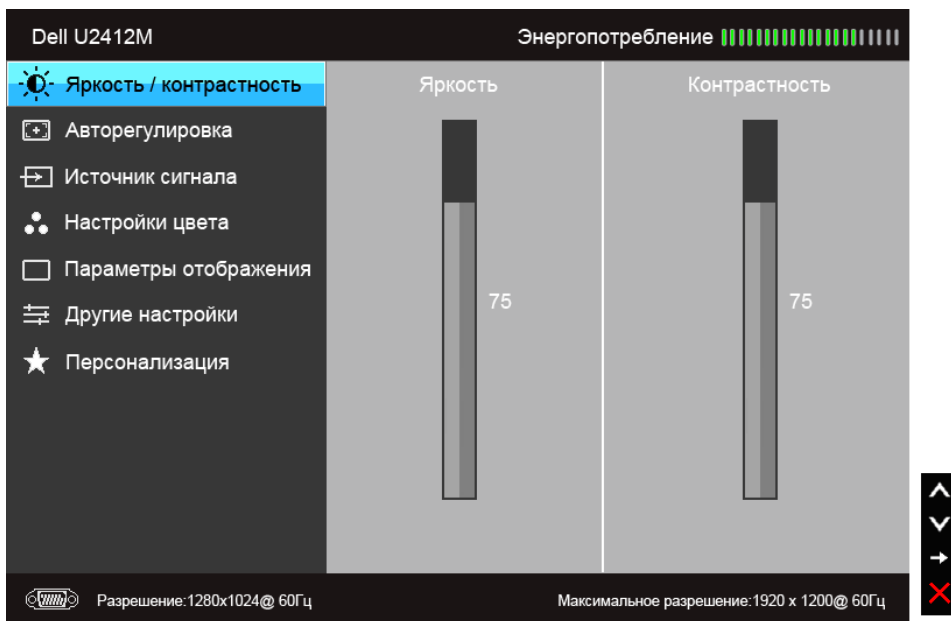 Dell U2412M
Энергопотребление
Яркость / контрастность
Яркость
Контрастность
Авторегулировка
Источник сигнала
Настройки цвета
Параметры отображения
75
75
Другие настройки
Персонализация
Разрешение:1280x1024@ 60Гц
Максимальное разрешение:1920 x 1200@ 60Гц